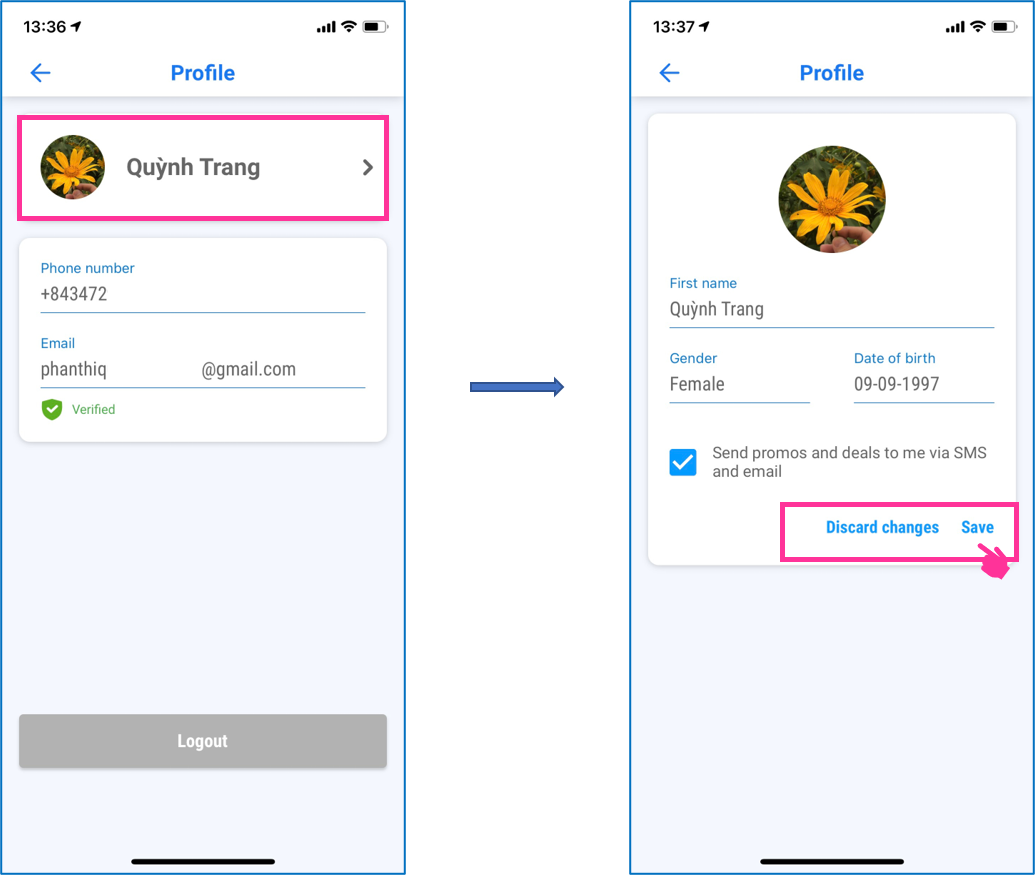 13:36
Profile
Quỳnh Trang
Phone number
+843472
Email
phanthiq @gmail.com
Verified
Logout
13:37
Profile
First name
Quỳnh Trang
Gender Date of birth
Female 09-09-1997
Send promos and deals to me via SMS
and email
Discard changes Save